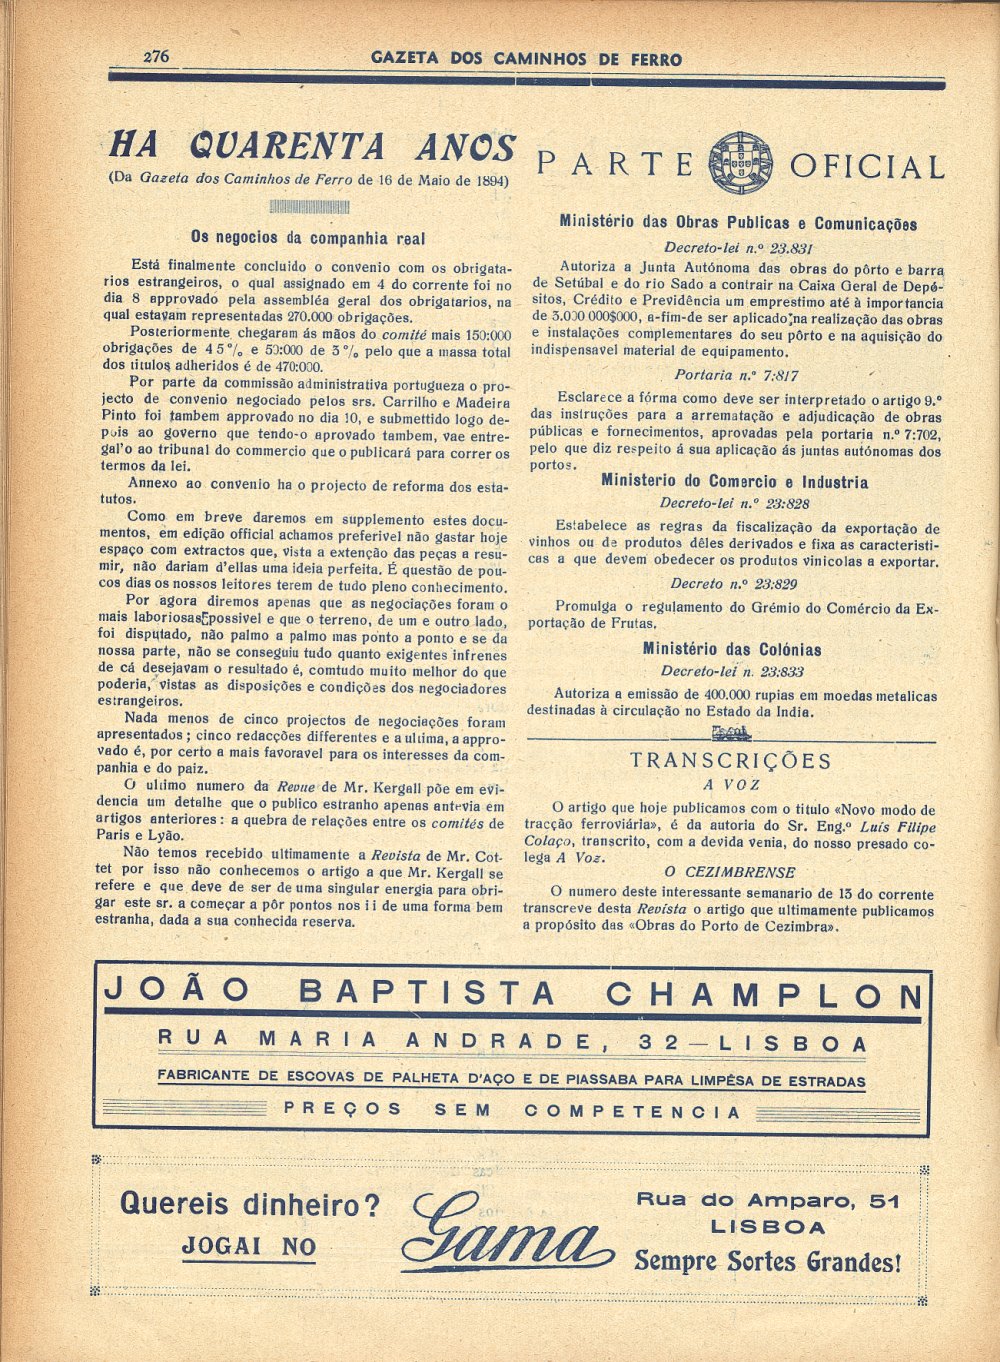 276
GAZETA DOS CAMINHOS DE FERRO
HA QUARENTA ANOS
(Da Gazeta dos Caminhos de Ferro de 16 de Maio de 1894)
Os negocios da companhia real
Está finalmente concluido o convenio com os obrigata-
rios estrangeiros, o qual assignado em 4 do corrente foi no
dia 8 approvado pela assembléa geral dos obrigatarios, na
qual estavam representadas 270.000 obrigações.
Posteriormente chegaram ás mãos do comité mais 150:000
obrigações de 4 5 % e 50:000 de 3 % pelo que a massa total
dos titulos adheridos é de 470:000.
Por parte da commissão administrativa portugueza o pro-
jecto de convenio negociado pelos srs. Carrilho e Madeira
Pinto foi tambem approvado no dia 10, e submettido logo de-
pois ao governo que tendo-o aprovado tambem, vae entre-
gal'o ao tribunal do commercio que o publicará para correr os
termos da lei.
Annexo ao convenio ha o projecto de reforma dos esta-
tutos.
Como em breve daremos em supplemento estes docu-
mentos, em edição official achamos preferivel não gastar hoje
espaço com extractos que, vista a extenção das peças a resu-
mir, não dariam d'ellas uma ideia perfeita. É questão de pou-
cos dias os nossos leitores terem de tudo pleno conhecimento.
Por agora diremos apenas que as negociações foram o
mais laboriosas possivel e que o terreno, de um e outro lado,
foi disputado, não palmo a palmo mas ponto a ponto e se da
nossa parte, não se conseguiu tudo quanto exigentes infrenes
de cá desejavam o resultado é, comtudo muito melhor do que
poderia, vistas as disposições e condições dos negociadores
estrangeiros.
Nada menos de cinco projectos de negociações foram
apresentados ; cinco redacções differentes e a ultima, a appro-
vado é, por certo a mais favoravel para os interesses da com-
panhia e do paiz.
O ultimo numero da Revue de Mr. Kergall põe em evi-
dencia um detalhe que o publico estranho apenas antevia em
artigos anteriores : a quebra de relações entre os comités de
Paris e Lyão.
Não temos recebido ultimamente a Revista de Mr. Cot-
tet por isso não conhecemos o artigo a que Mr. Kergall se
refere e que deve de ser de uma singular energia para obri-
gar este sr. a começar a pôr pontos nos i i de uma forma bem
estranha, dada a sua conhecida reserva.
PARTE OFICIAL
Ministério das Obras Publicas e Comunicações
Decreto-lei n.º 23.831
Autoriza a Junta Autónoma das obras do pôrto e barra
de Setúbal e do rio Sado a contrair na Caixa Geral de Depó-
sitos, Crédito e Previdência um emprestimo até à importancia
de 3.000 000$000, a-fim-de ser aplicado na realização das obras
e instalações complementares do seu pôrto e na aquisição do
indispensavel material de equipamento.
Portaria n.º 7:817
Esclarece a fórma como deve ser interpretado o artigo 9.º
das instruções para a arrematação e adjudicação de obras
públicas e fornecimentos, aprovadas pela portaria n.º 7:702,
pelo que diz respeito á sua aplicação ás juntas autónomas dos
portos.
Ministerio do Comercio e Industria
Decreto-lei n.º 23:828
Estabelece as regras da fiscalização da exportação de
vinhos ou de produtos dêles derivados e fixa as caracteristi-
cas a que devem obedecer os produtos vinicolas a exportar.
Decreto n.º 23:829
Promulga o regulamento do Grémio do Comércio da Ex-
portação de Frutas.
Ministério das Colónias
Decreto-lei n. 23:833
Autoriza a emissão de 400.000 rupias em moedas metalicas
destinadas à circulação no Estado da India.
TRANSCRIÇÕES
A VOZ
O artigo que hoje publicamos com o titulo «Novo modo de
tracção ferroviária», é da autoria do Sr. Eng.º Luís Filipe
Colaço, transcrito, com a devida venia, do nosso presado co-
lega A Voz.
O CEZIMBRENSE
O numero deste interessante semanario de 13 do corrente
transcreve desta Revista o artigo que ultimamente publicamos
a propósito das «Obras do Porto de Cezimbra».
JOÃO BAPTISTA CHAMPLON
RUA MARIA ANDRADE, 32—LISBOA
FABRICANTE DE ESCOVAS DE PALHETA D'AÇO E DE PIASSABA PARA LIMPÊSA DE ESTRADAS
PREÇOS SEM COMPETENCIA
Quereis dinheiro?
JOGAI NO
Gama
Rua do Amparo, 51
LISBOA
Sempre Sortes Grandes!